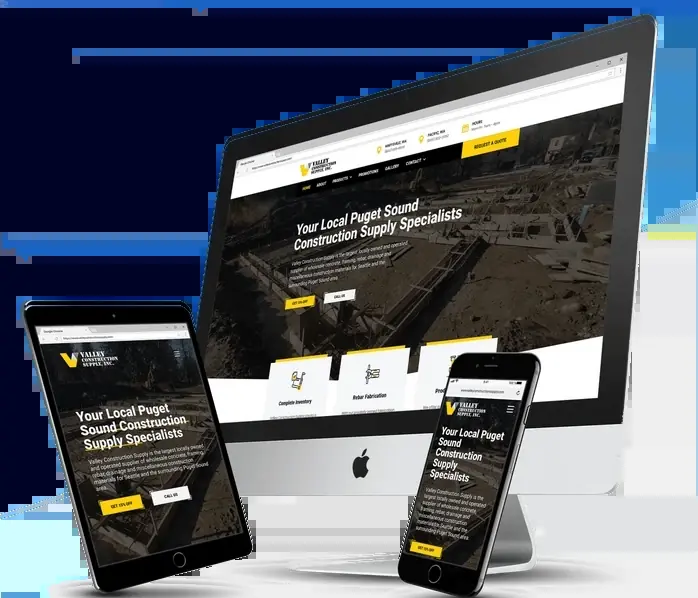 VALLEY
CONSTRUCTION
SUPPLY, INC.
PACIFIC, WA
HOURS
REQUEST A QUOTE
HOME ABOUT PRODUCTS PROMOTIONS GALLERY CONTACT
Your Local Puget Sound
Construction Supply Specialists
Valley Construction Supply is the largest locally owned and operated
supplier of wholesale concrete, framing, rebar, drainage and
miscellaneous construction materials for Seattle and the
surrounding Puget Sound area.
GET 15% OFF
CALL US
Complete Inventory
Rebar Fabrication
VALLEY
CONSTRUCTION
SUPPLY, INC.
Your Local Puget
Sound Construction
Supply Specialists
Valley Construction Supply is the largest locally owned
and operated supplier of wholesale concrete, framing,
rebar, drainage and miscellaneous construction
materials for Seattle and the surrounding Puget Sound
area.
GET 15% OFF
CALL US
VALLEY
CONSTRUCTION
SUPPLY, INC.
Your Local Puget
Sound
Construction
Supply
Specialists
Valley Construction Supply is the
largest locally owned and
operated supplier of wholesale
concrete, framing, rebar,
drainage and
miscellaneous construction
materials for Seattle and the
surrounding Puget Sound area.
GET 15% OFF